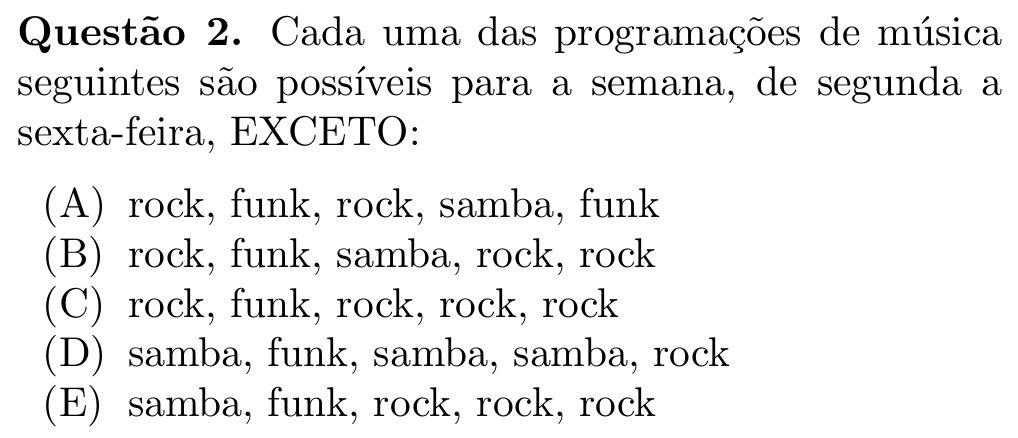 Questão 2. Cada uma das programações de música
seguintes são possíveis para a semana, de segunda a
sexta-feira, EXCETO:
(A) rock, funk, rock, samba, funk
(B) rock, funk, samba, rock, rock
(C) rock, funk, rock, rock, rock
(D) samba, funk, samba, samba, rock
(E) samba, funk, rock, rock, rock